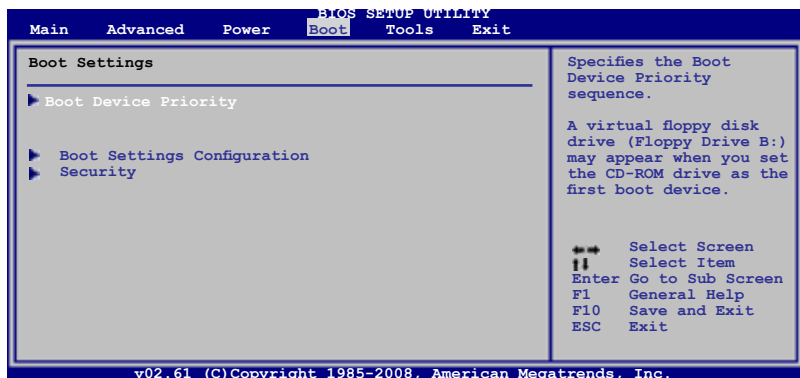 BIOS SETUP UTILITY
Main Advanced Power Boot Tools Exit
Boot Settings
Boot Device Priority
Boot Settings Configuration
Security
Specifies the Boot
Device Priority
sequence.
A virtual floppy disk
drive (Floppy Drive B:)
may appear when you set
the CD-ROM drive as the
first boot device.
Select Screen
Select Item
Enter Go to Sub Screen
F1 General Help
F10 Save and Exit
ESC Exit
v02.61 (C)Copyright 1985-2008, American Megatrends, Inc.